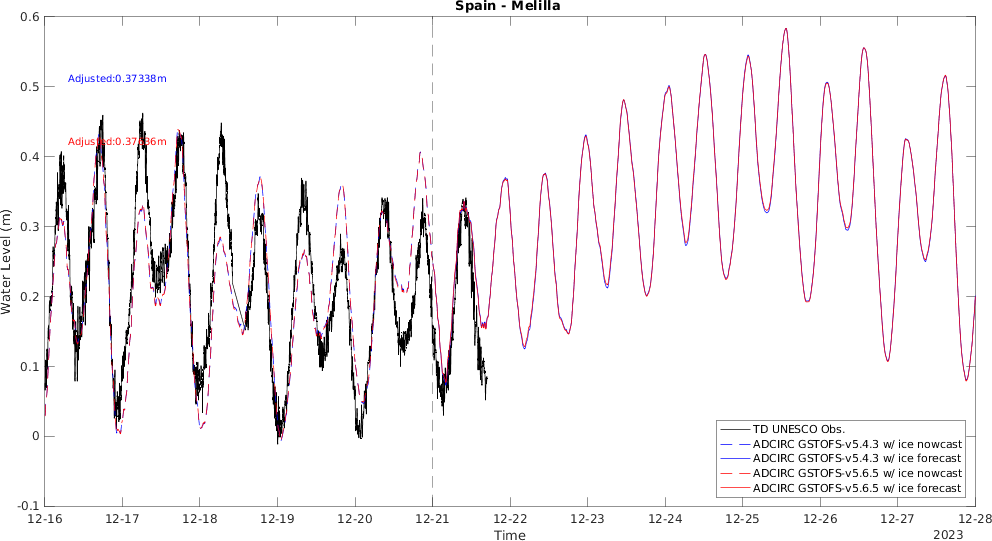 Spain - Melilla
0.6
0.5
0.4
0.3
0.2
0.1
0
-0.1
Water Level (m)
Adjusted:0.37338m
TD UNESCO Obs.
ADCIRC GSTOFS-v5.4.3 w/ ice nowcast
ADCIRC GSTOFS-v5.4.3 w/ ice forecast
ADCIRC GSTOFS-v5.6.5 w/ ice nowcast
ADCIRC GSTOFS-v5.6.5 w/ ice forecast
12-16 12-17 12-18 12-19 12-20 12-21 12-22 12-23 12-24 12-25 12-26 12-27 12-28
Time
2023